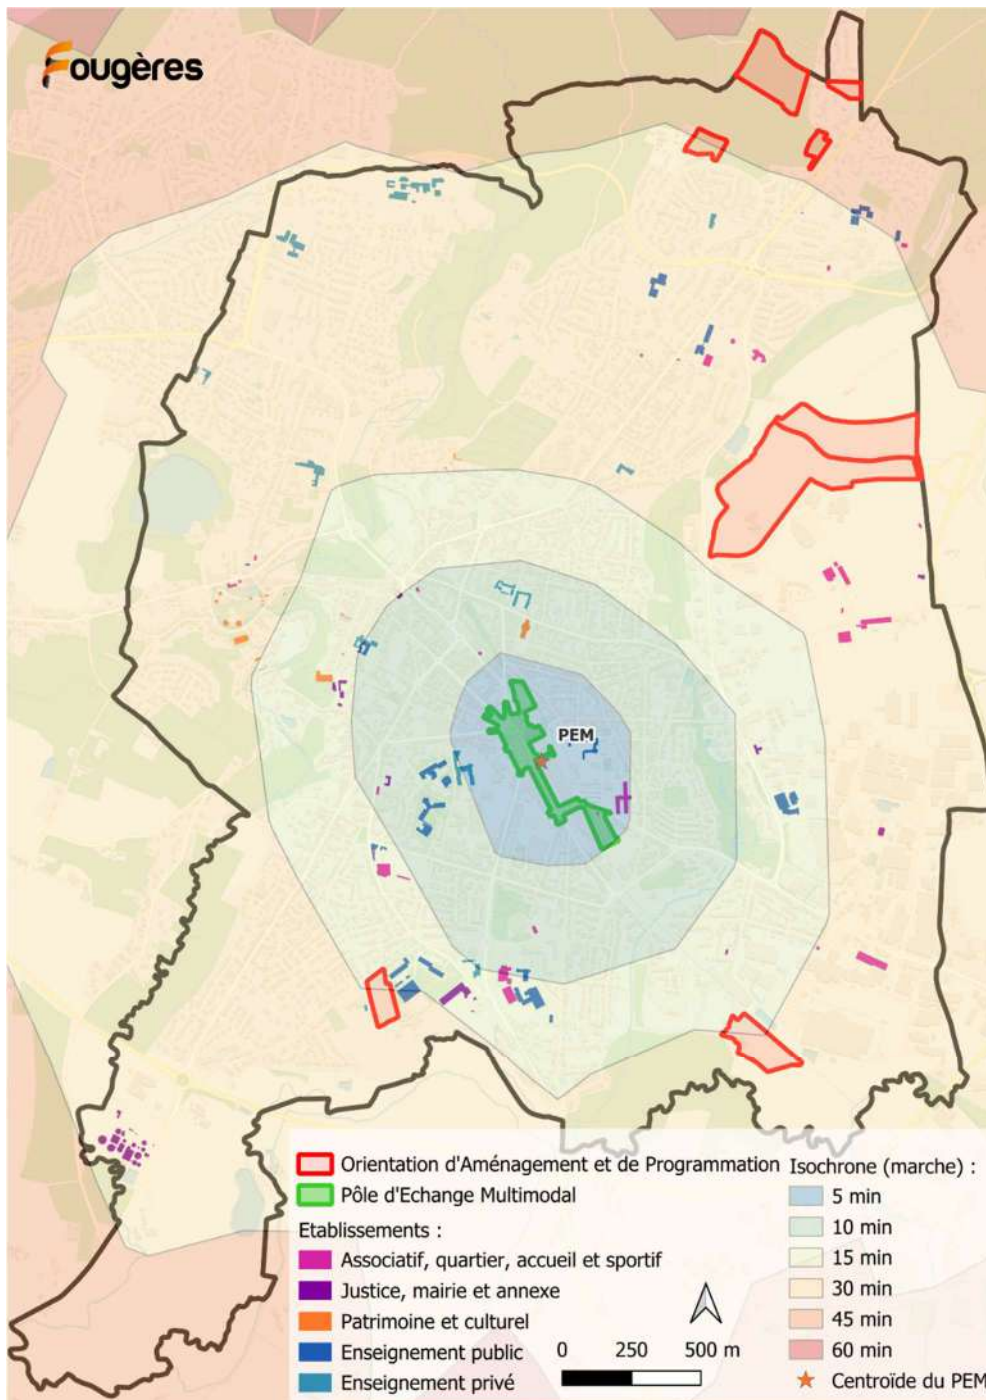 Fougères
PEM
Orientation d'Aménagement et de Programmation
Pôle d'Echange Multimodal
Etablissements :
Associatif, quartier, accueil et sportif
Justice, mairie et annexe
Patrimoine et culturel
Enseignement public
Enseignement privé
0 250 500 m
Isochrone (marche) :
5 min
10 min
15 min
30 min
45 min
60 min
Centroïde du PEM